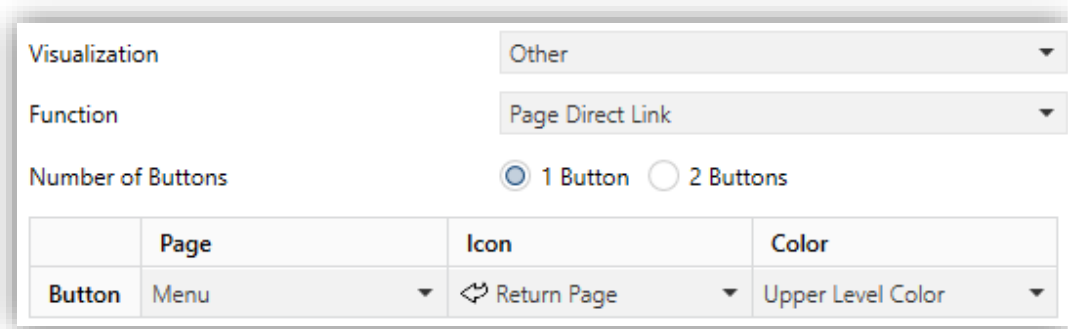 Visualization Other
Function Page Direct Link
Number of Buttons 1 Button 2 Buttons
Page Icon Color
Button Menu Return Page Upper Level Color